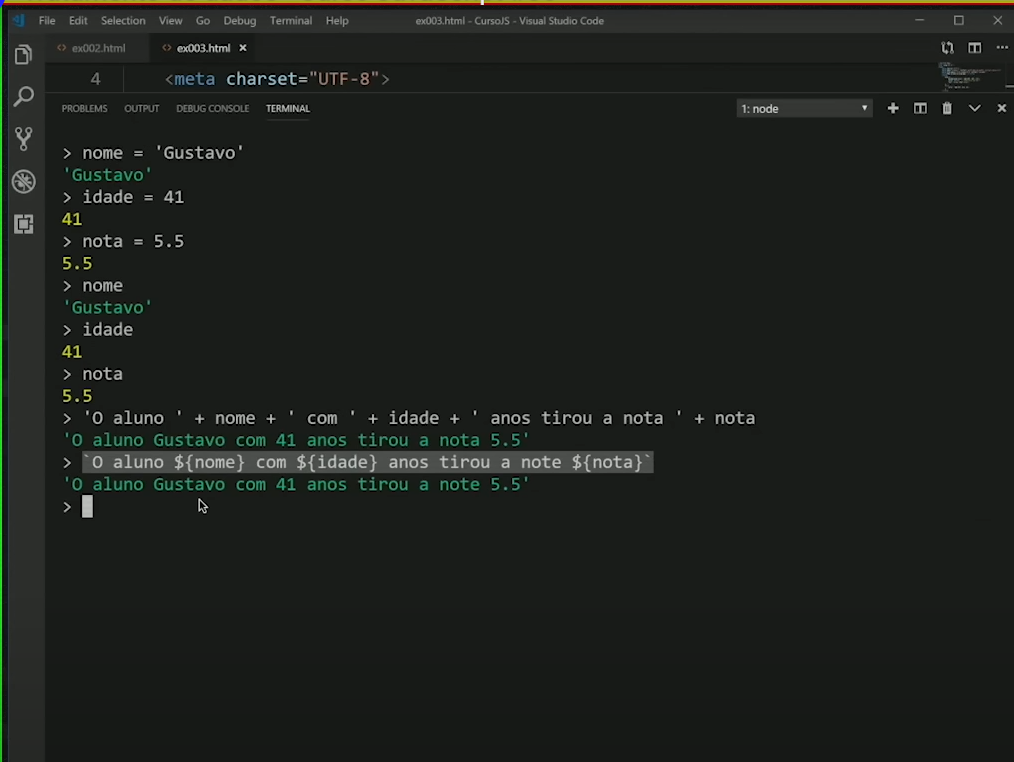 File Edit Selection View Go Debug Terminal Help ex003.html - CursoJS - Visual Studio Code
<> ex002.html <> ex003.html ×
4 <meta charset="UTF-8">
PROBLEMS OUTPUT DEBUG CONSOLE TERMINAL 1: node
> nome = 'Gustavo'
'Gustavo'
> idade = 41
41
> nota = 5.5
5.5
> nome
'Gustavo'
> idade
41
> nota
5.5
> 'O aluno ' + nome + ' com ' + idade + ' anos tirou a nota ' + nota
'O aluno Gustavo com 41 anos tirou a nota 5.5'
> `O aluno ${nome} com ${idade} anos tirou a note ${nota}`
'O aluno Gustavo com 41 anos tirou a note 5.5'
>